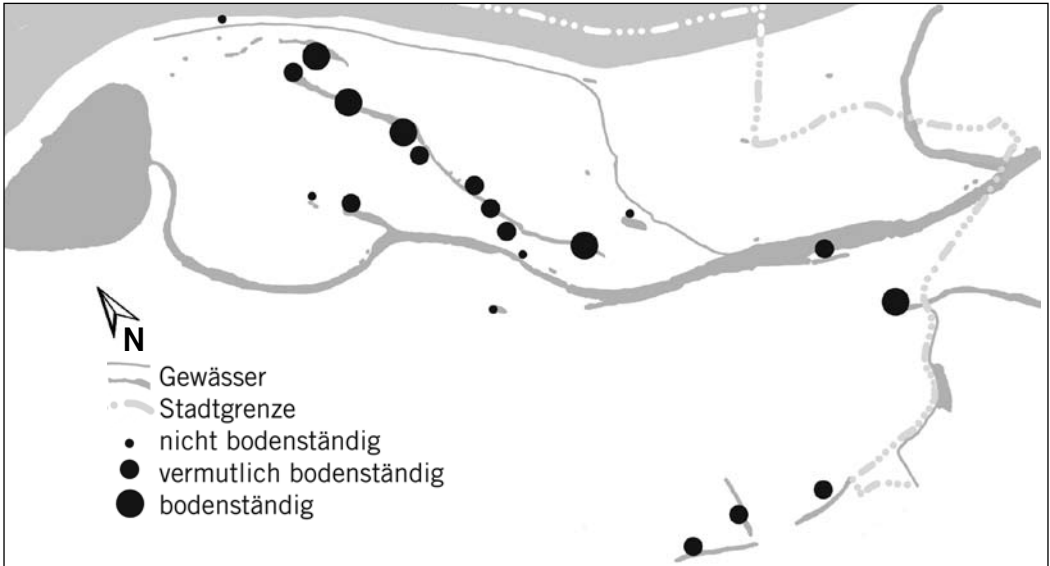 N
Gewässer
Stadtgrenze
nicht bodenständig
vermutlich bodenständig
bodenständig